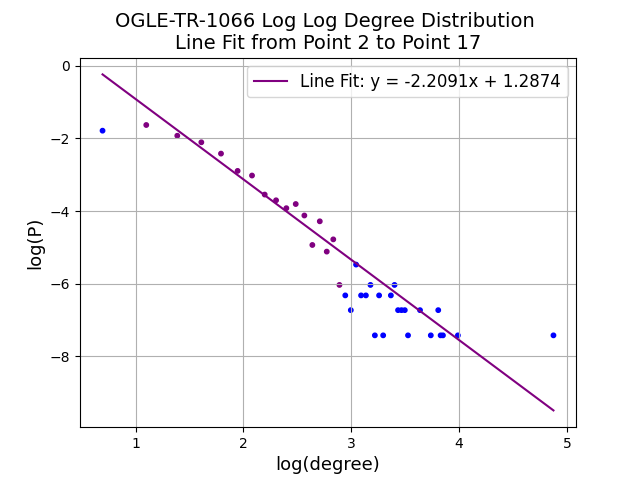 OGLE-TR-1066 Log Log Degree Distribution
Line Fit from Point 2 to Point 17
Line Fit: y = -2.2091x + 1.2874
log(P)
0
−2
−4
−6
−8
1 2 3 4 5
log(degree)